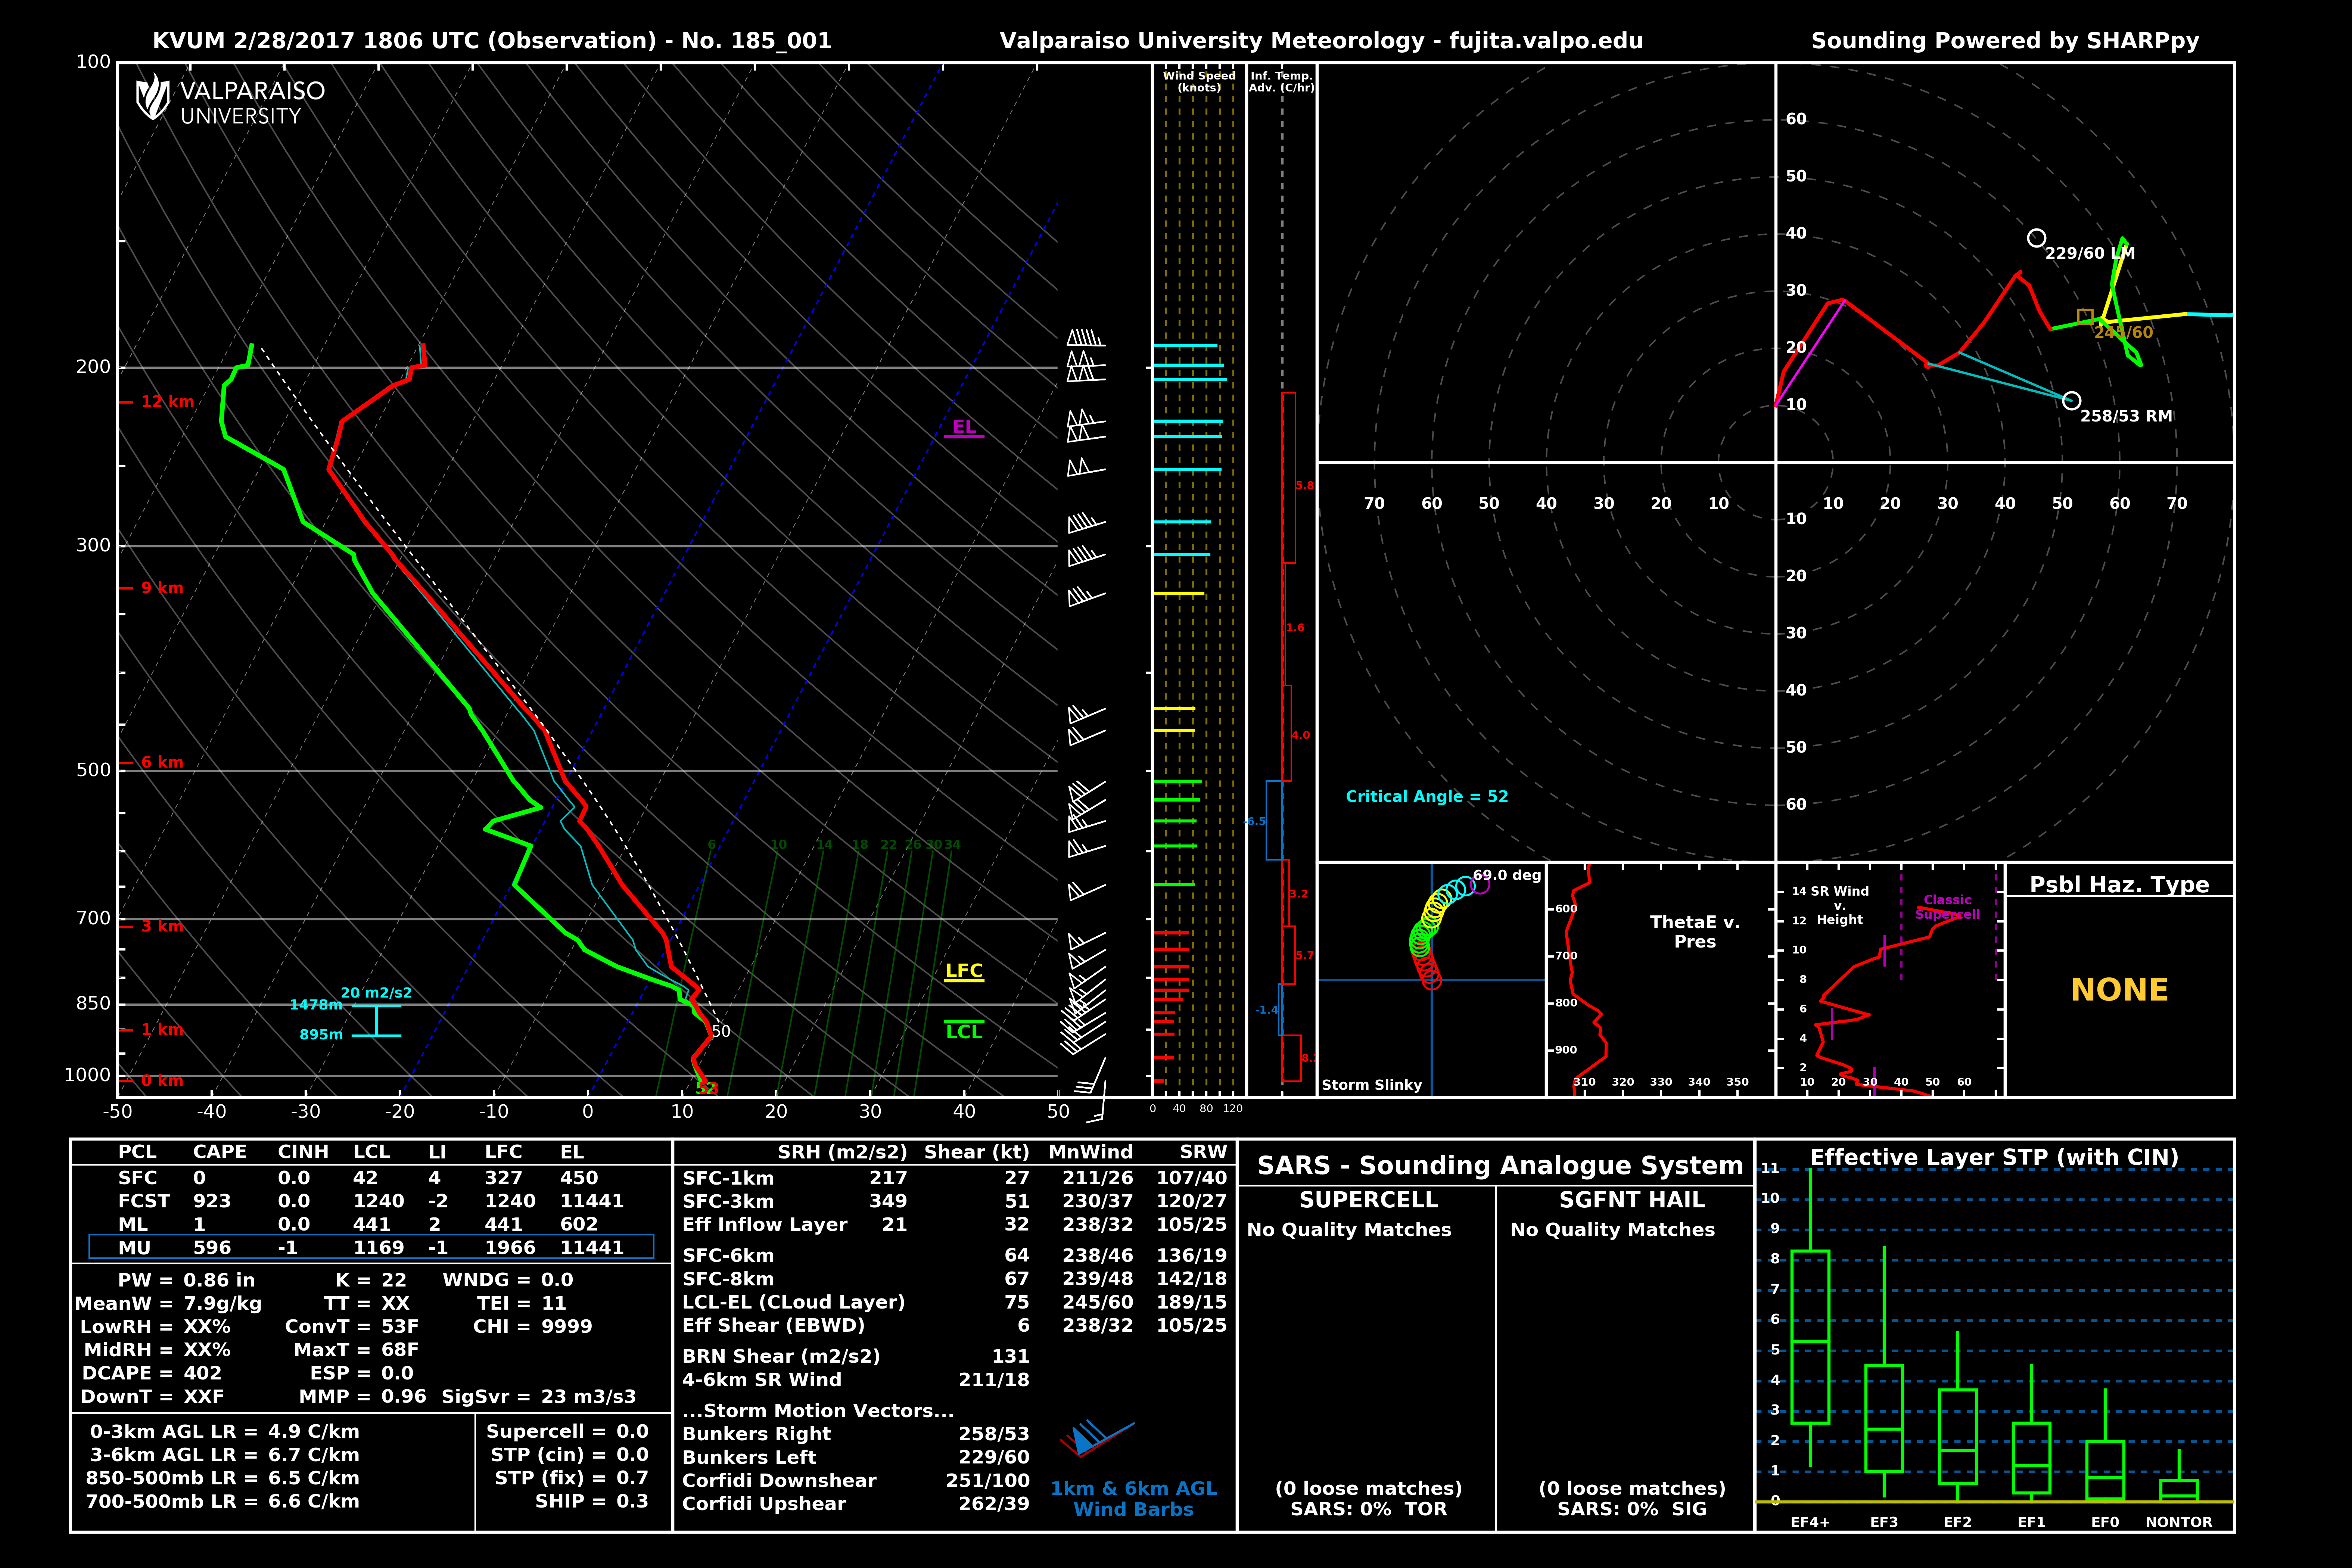 KVUM 2/28/2017 1806 UTC (Observation) - No. 185_001
Valparaiso University Meteorology - fujita.valpo.edu
Sounding Powered by SHARPpy
VALPARAISO
UNIVERSITY
100
200
300
500
700
850
1000
12 km
9 km
6 km
3 km
1 km
0 km
-50 -40 -30 -20 -10 0 10 20 30 40 50
EL
LFC
LCL
20 m2/s2
1478m
895m
6 10 14 18 22 26 30 34
50
Wind Speed
(knots)
0 40 80 120
Inf. Temp.
Adv. (C/hr)
5.8
1.6
4.0
-6.5
3.2
5.7
-1.4
60
50
40
30
20
10
70 60 50 40 30 20 10 10 20 30 40 50 60 70
10
20
30
40
50
60
229/60 LM
245/60
258/53 RM
Critical Angle = 52
69.0 deg
Storm Slinky
ThetaE v.
Pres
600
700
800
900
310 320 330 340 350
SR Wind
v.
Height
Classic
Supercell
14
12
10
8
6
4
2
10 20 30 40 50 60
Psbl Haz. Type
NONE
PCL CAPE CINH LCL LI LFC EL
SFC 0 0.0 42 4 327 450
FCST 923 0.0 1240 -2 1240 11441
ML 1 0.0 441 2 441 602
MU 596 -1 1169 -1 1966 11441
PW = 0.86 in K = 22 WNDG = 0.0
MeanW = 7.9g/kg TT = XX TEI = 11
LowRH = XX% ConvT = 53F CHI = 9999
MidRH = XX% MaxT = 68F
DCAPE = 402 ESP = 0.0
DownT = XXF MMP = 0.96 SigSvr = 23 m3/s3
0-3km AGL LR = 4.9 C/km
3-6km AGL LR = 6.7 C/km
850-500mb LR = 6.5 C/km
700-500mb LR = 6.6 C/km
Supercell = 0.0
STP (cin) = 0.0
STP (fix) = 0.7
SHIP = 0.3
SRH (m2/s2) Shear (kt) MnWind SRW
SFC-1km 217 27 211/26 107/40
SFC-3km 349 51 230/37 120/27
Eff Inflow Layer 21 32 238/32 105/25
SFC-6km 64 238/46 136/19
SFC-8km 67 239/48 142/18
LCL-EL (CLoud Layer) 75 245/60 189/15
Eff Shear (EBWD) 6 238/32 105/25
BRN Shear (m2/s2) 131
4-6km SR Wind 211/18
...Storm Motion Vectors...
Bunkers Right 258/53
Bunkers Left 229/60
Corfidi Downshear 251/100
Corfidi Upshear 262/39
1km & 6km AGL
Wind Barbs
SARS - Sounding Analogue System
SUPERCELL
No Quality Matches
(0 loose matches)
SARS: 0% TOR
SGFNT HAIL
No Quality Matches
(0 loose matches)
SARS: 0% SIG
Effective Layer STP (with CIN)
11
10
9
8
7
6
5
4
3
2
1
0
EF4+ EF3 EF2 EF1 EF0 NONTOR